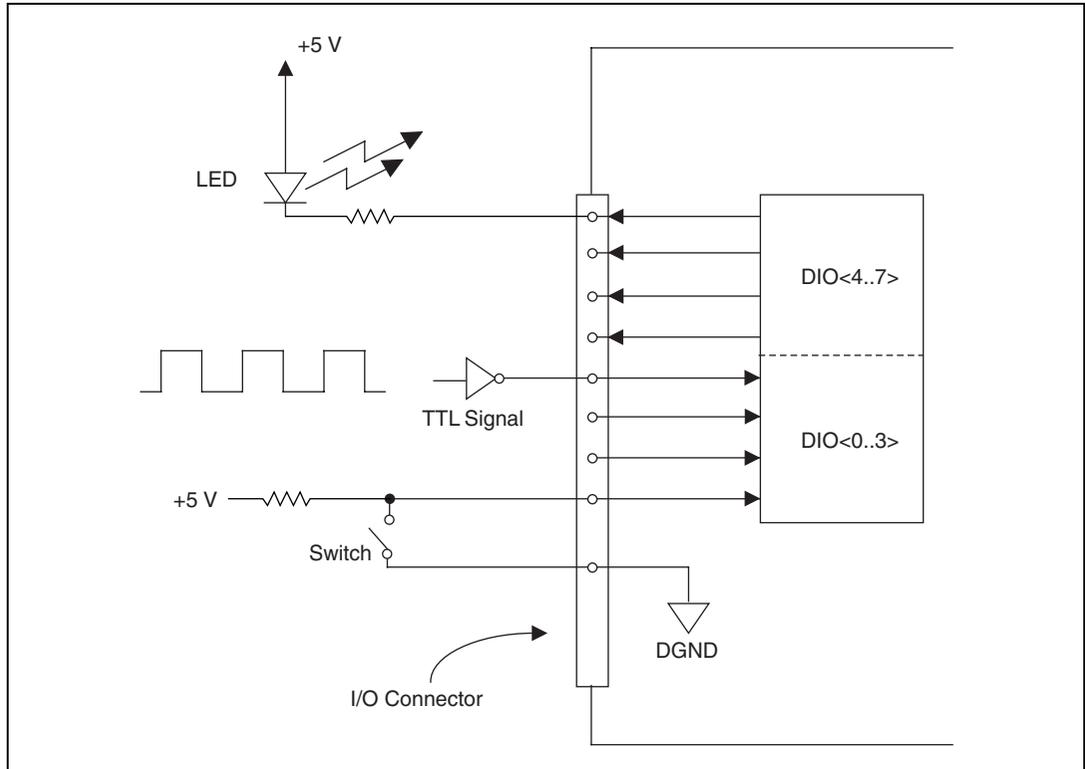 +5 V
LED
DIO<4..7>
TTL Signal
DIO<0..3>
+5 V
Switch
DGND
I/O Connector